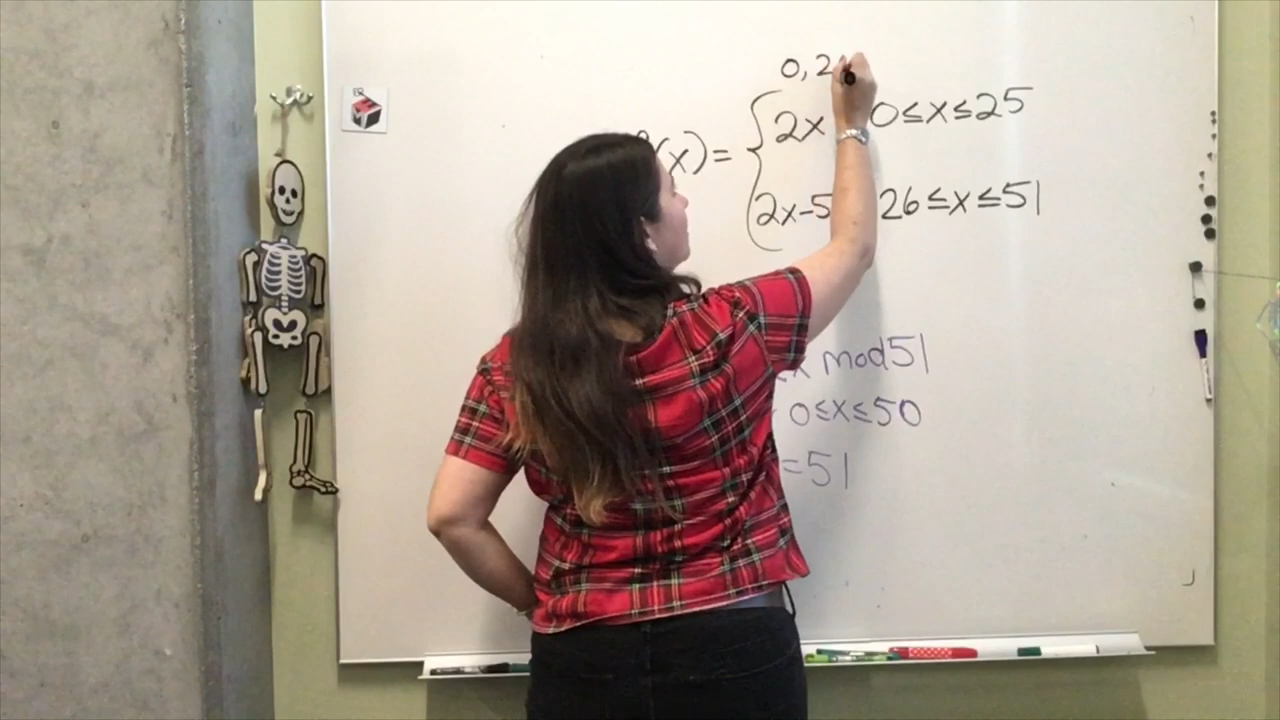 0, 2
(x) = { 2x 0 ≤ x ≤ 25
2x-5 26 ≤ x ≤ 51
x mod 51
0 ≤ x ≤ 50
= 51